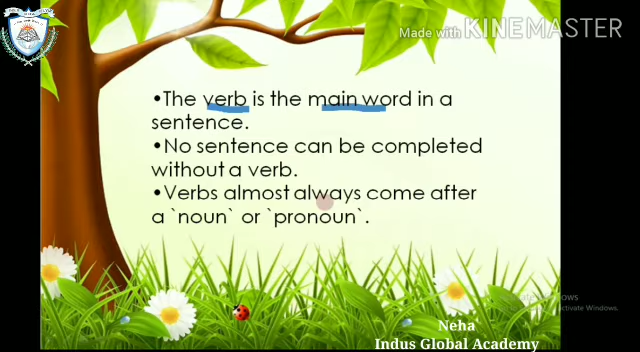 Made with KINEMASTER
•The verb is the main word in a
sentence.
•No sentence can be completed
without a verb.
•Verbs almost always come after
a `noun` or `pronoun`.
Neha
Indus Global Academy